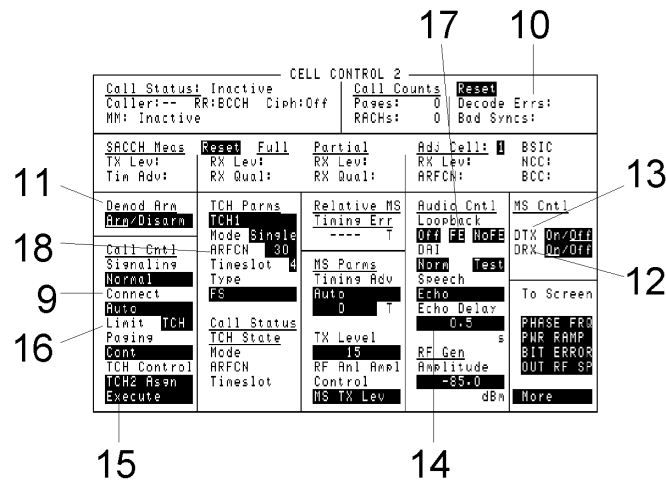 17
10
CELL CONTROL 2
Call Status: Inactive
Caller:-- RR:BCCH Ciph:Off
MM: Inactive
Call Counts Reset
Pages: 0 Decode Errs:
RACHs: 0 Bad Syncs:
SACCH Meas Reset Full Partial Adj Cell: 1 BSIC
TX Lev: RX Lev: RX Lev: RX Lev: NCC:
Tim Adv: RX Qual: RX Qual: ARFCN: BCC:
11
18
9
16
Demod Arm
Arm/Disarm
Call Cntl
Signaling
Normal
Connect
Auto
Limit TCH
Paging
Cont
TCH Control
TCH2 Asgn
Execute
TCH Parms
TCH1
Mode Single
ARFCN 30
Timeslot 4
Type
FS
Call Status
TCH State
Mode
ARFCN
Timeslot
Relative MS
Timing Err
---- T
MS Parms
Timing Adv
Auto
0 T
TX Level
15
RF Anl Ampl
Control
MS TX Lev
Audio Cntl
Loopback
Off FE NoFE
DAI
Norm Test
Speech
Echo
Echo Delay
0.5
s
RF Gen
Amplitude
-85.0
dBm
MS Cntl
DTX On/Off
DRX On/Off
To Screen
PHASE FRQ
PWR RAMP
BIT ERROR
OUT RF SP
More
13
12
15
14